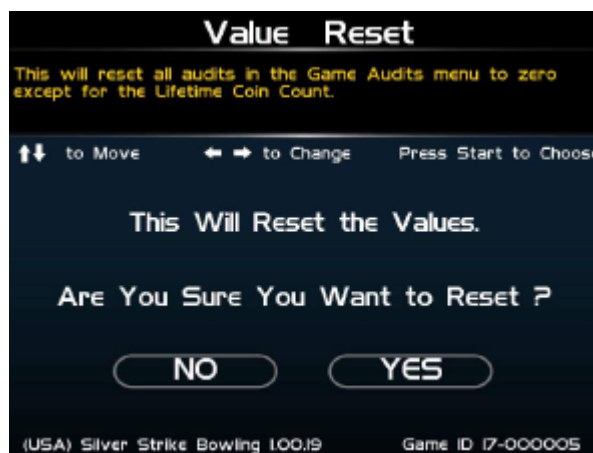 Value Reset
This will reset all audits in the Game Audits menu to zero
except for the Lifetime Coin Count.
to Move to Change Press Start to Choos
This Will Reset the Values.
Are You Sure You Want to Reset ?
NO YES
(USA) Silver Strike Bowling 1.00.19 Game ID 17-000005